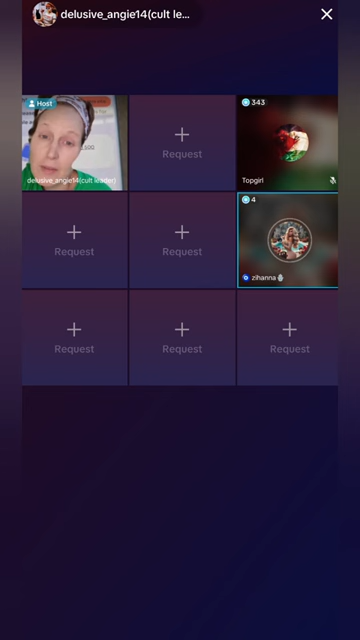 delusive_angie14(cult le...
Host
delusive_angie14(cult leader)
Request
343
Topgirl
Request
Request
4
zihanna
Request
Request
Request